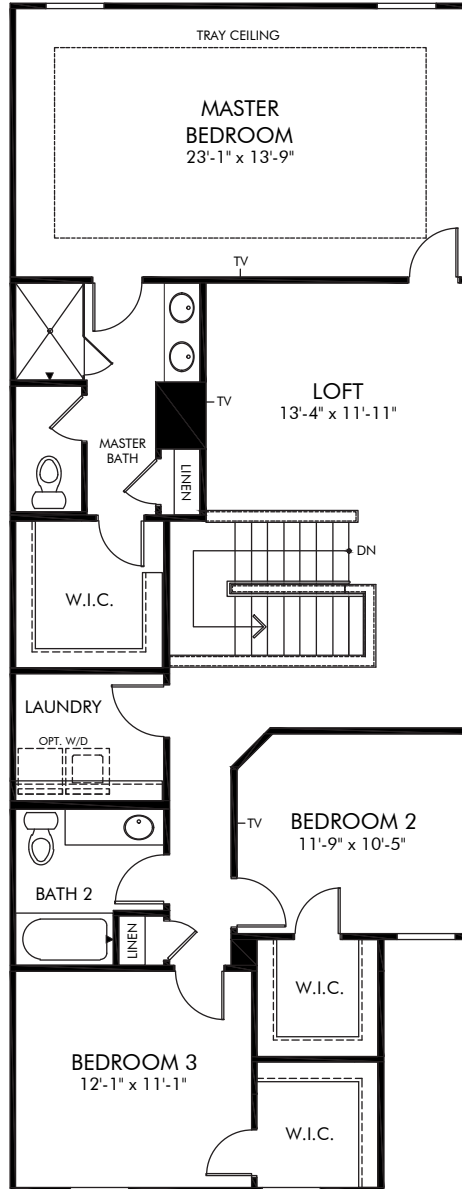 TRAY CEILING
MASTER
BEDROOM
23'-1" x 13'-9"
TV
LOFT
13'-4" x 11'-11"
TV
MASTER
BATH
LINEN
DN
W.I.C.
LAUNDRY
OPT. W/D
TV
BEDROOM 2
11'-9" x 10'-5"
BATH 2
LINEN
W.I.C.
BEDROOM 3
12'-1" x 11'-1"
W.I.C.